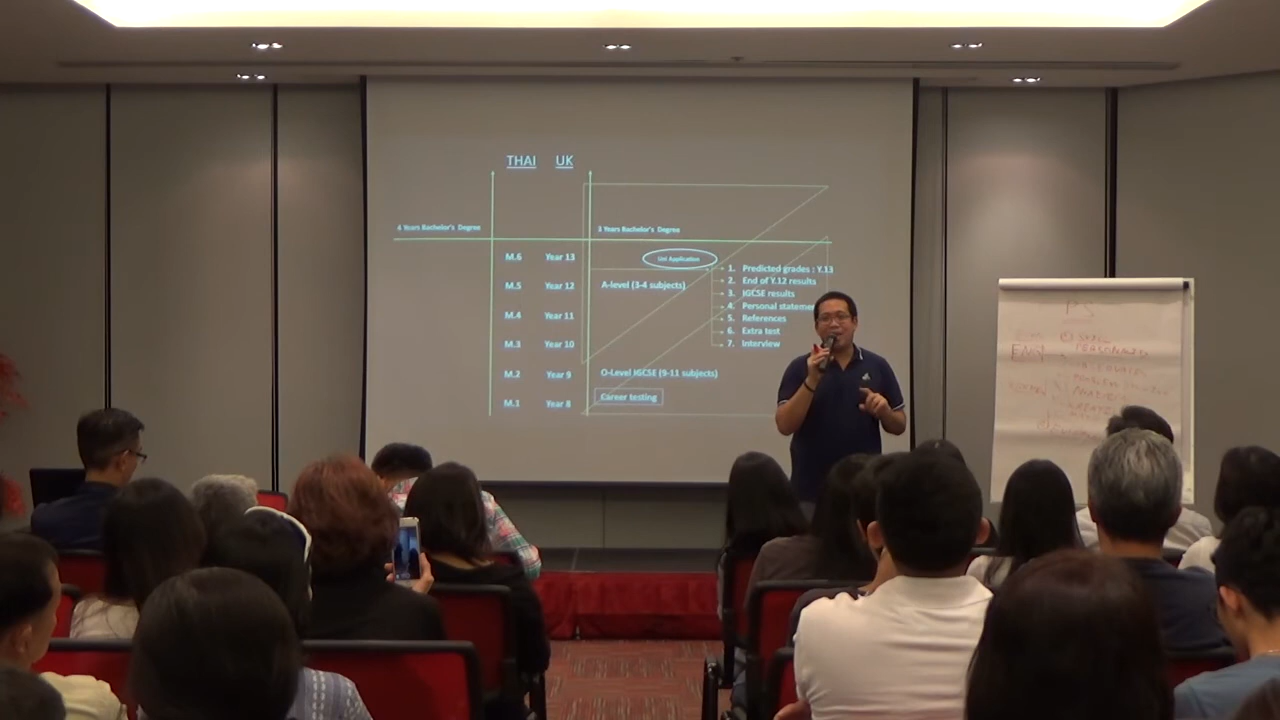 THAI UK
4 Years Bachelor's Degree
3 Years Bachelor's Degree
M.6 Year 13
Uni Application
M.5 Year 12
A-level (3-4 subjects)
M.4 Year 11
M.3 Year 10
M.2 Year 9
O-Level IGCSE (9-11 subjects)
M.1 Year 8
Career testing
1. Predicted grades : Y.13
2. End of Y.12 results
3. IGCSE results
4. Personal statemen
5. References
6. Extra test
7. Interview
PS